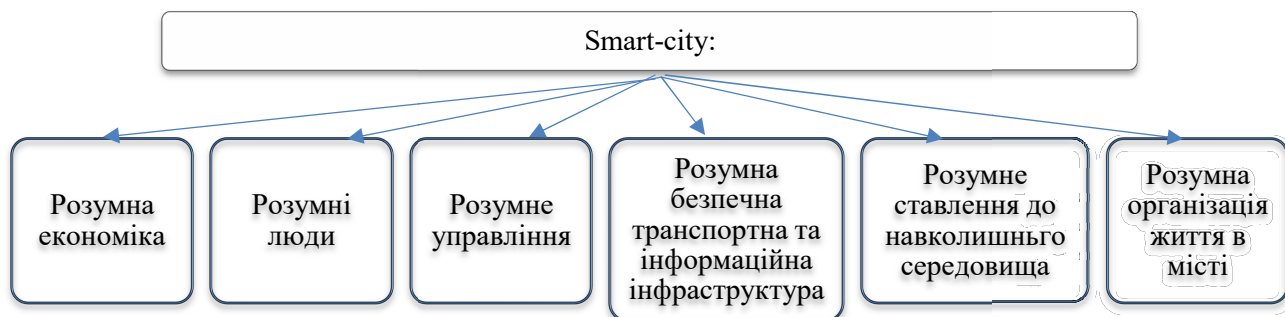 Smart-city:
Розумна
економіка
Розумні
люди
Розумне
управління
Розумна
безпечна
транспортна та
інформаційна
інфраструктура
Розумне
ставлення до
навколишнього
середовища
Розумна
організація
життя в
місті